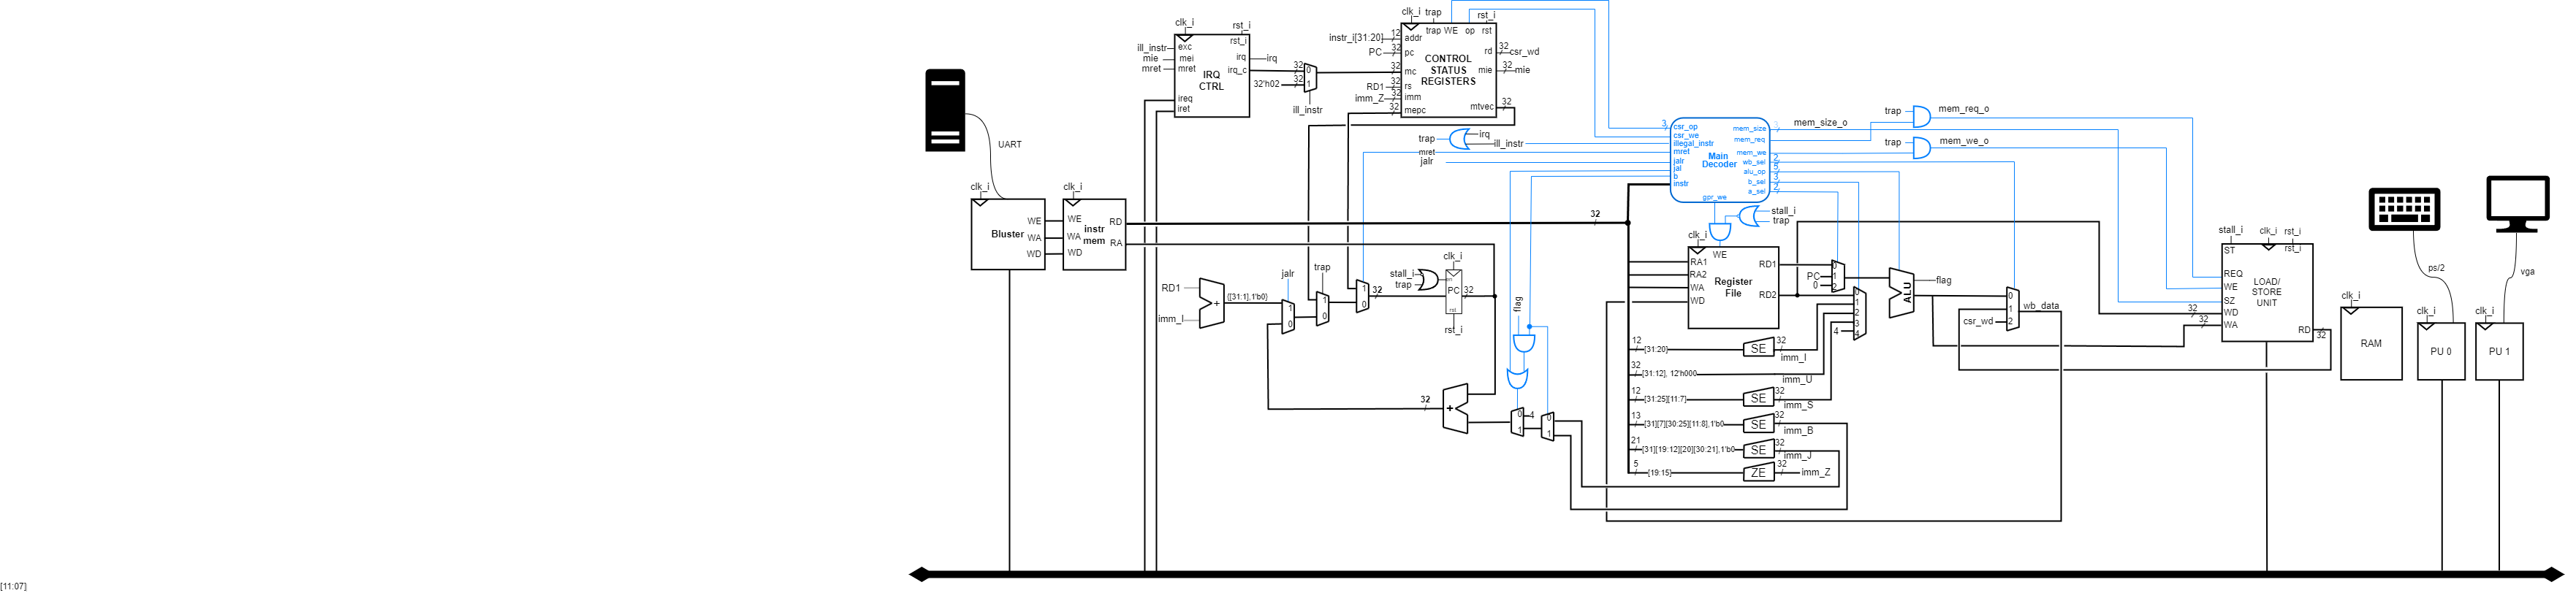 clk_i
rst_i
rst_i
ill_instr
exc
mie
mei
mret
mret
irq
irq
irq_c
IRQ
CTRL
ireq
iret
32
0
32'h02
32
1
ill_instr
clk_i
trap
rst_i
trap
WE
op
rst
instr_i[31:20]
12
addr
PC
32
pc
32
mc
RD1
32
rs
imm_Z
32
imm
32
mepc
CONTROL
STATUS
REGISTERS
rd
32
csr_wd
mie
32
mie
mtvec
32
UART
trap
irq
ill_instr
mret
jalr
3
csr_op
csr_we
illegal_instr
mret
jalr
jal
b
instr
Main
Decoder
mem_size
mem_req
mem_we
wb_sel
alu_op
b_sel
a_sel
gpr_we
3
2
5
3
2
mem_size_o
trap
mem_req_o
trap
mem_we_o
stall_i
trap
clk_i
Bluster
WE
WA
WD
clk_i
WE
WA
WD
instr
mem
RD
RA
32
RD1
imm_I
+
{[31:1],1'b0}
jalr
1
0
trap
1
0
1
0
32
stall_i
trap
clk_i
en
PC
rst
32
rst_i
flag
32
+
0
4
1
0
1
clk_i
WE
RA1
RA2
WA
WD
Register
File
RD1
RD2
PC
0
0
1
2
0
1
2
3
4
4
ALU
flag
12
[31:20]
SE
32
imm_I
32
[31:12], 12'h000
imm_U
12
[31:25][11:7]
SE
32
imm_S
13
[31][7][30:25][11:8],1'b0
SE
32
imm_B
21
[31][19:12][20][30:21],1'b0
SE
32
imm_J
5
[19:15]
ZE
32
imm_Z
csr_wd
0
1
2
wb_data
stall_i
clk_i
rst_i
ST
rst_i
REQ
WE
SZ
32
WD
32
WA
LOAD/
STORE
UNIT
RD
32
clk_i
RAM
ps/2
clk_i
PU 0
vga
clk_i
PU 1
[11:07]